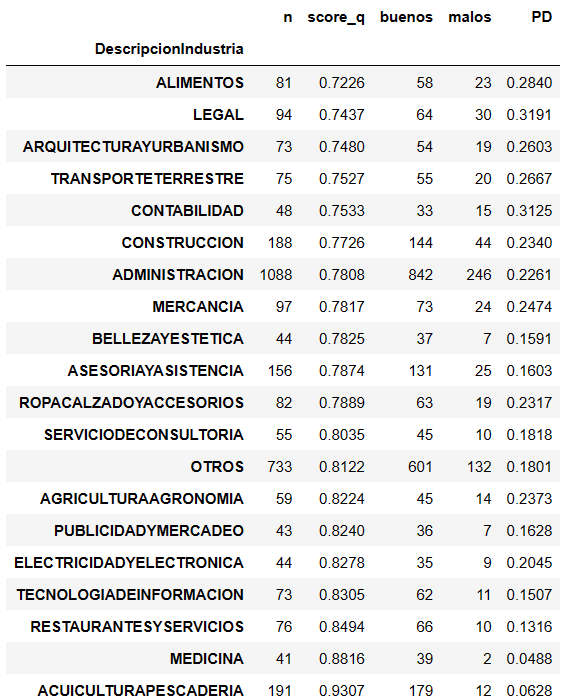 n score_q buenos malos PD
DescripcionIndustria
ALIMENTOS 81 0.7226 58 23 0.2840
LEGAL 94 0.7437 64 30 0.3191
ARQUITECTURAYURBANISMO 73 0.7480 54 19 0.2603
TRANSPORTETERRESTRE 75 0.7527 55 20 0.2667
CONTABILIDAD 48 0.7533 33 15 0.3125
CONSTRUCCION 188 0.7726 144 44 0.2340
ADMINISTRACION 1088 0.7808 842 246 0.2261
MERCANCIA 97 0.7817 73 24 0.2474
BELLEZAYESTETICA 44 0.7825 37 7 0.1591
ASESORIAYASISTENCIA 156 0.7874 131 25 0.1603
ROPACALZADOYACCESORIOS 82 0.7889 63 19 0.2317
SERVICIODECONSULTORIA 55 0.8035 45 10 0.1818
OTROS 733 0.8122 601 132 0.1801
AGRICULTURAAGRONOMIA 59 0.8224 45 14 0.2373
PUBLICIDADYMERCADEO 43 0.8240 36 7 0.1628
ELECTRICIDADYELECTRONICA 44 0.8278 35 9 0.2045
TECNOLOGIADEINFORMACION 73 0.8305 62 11 0.1507
RESTAURANTESYSERVICIOS 76 0.8494 66 10 0.1316
MEDICINA 41 0.8816 39 2 0.0488
ACUICULTURAPESCADERIA 191 0.9307 179 12 0.0628